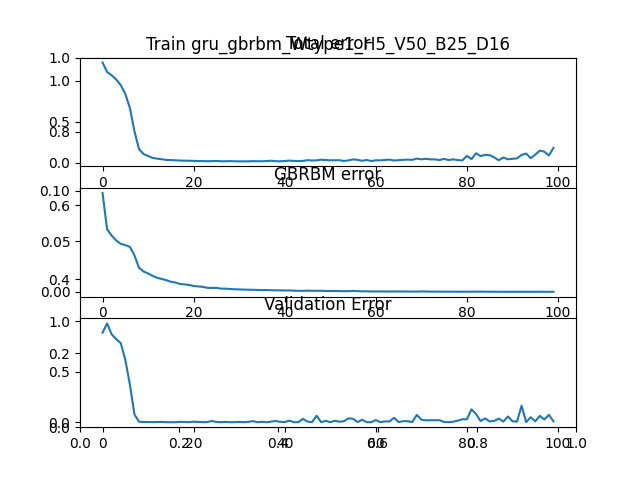 Train gru_gbrbm_Wtype1_H5_V50_B25_D16
Total error
1.0
1.0
0.5
0.8
0.0
0 20 40 60 80 100
GBRBM error
0.10
0.6
0.05
0.4
0.00
0 20 40 60 80 100
Validation Error
1.0
0.2
0.5
0.0
0.0
0.0 0 0.2 20 0.4 40 0.6 60 80 0.8 100 1.0